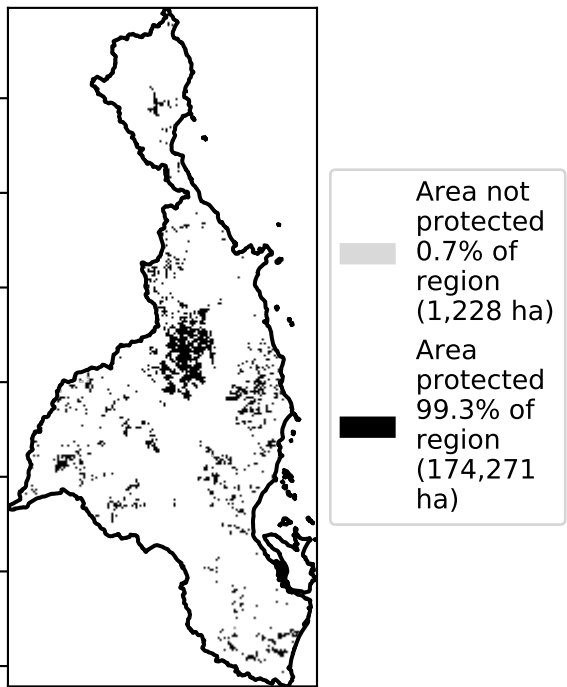 Area not
protected
0.7% of
region
(1,228 ha)
Area
protected
99.3% of
region
(174,271
ha)